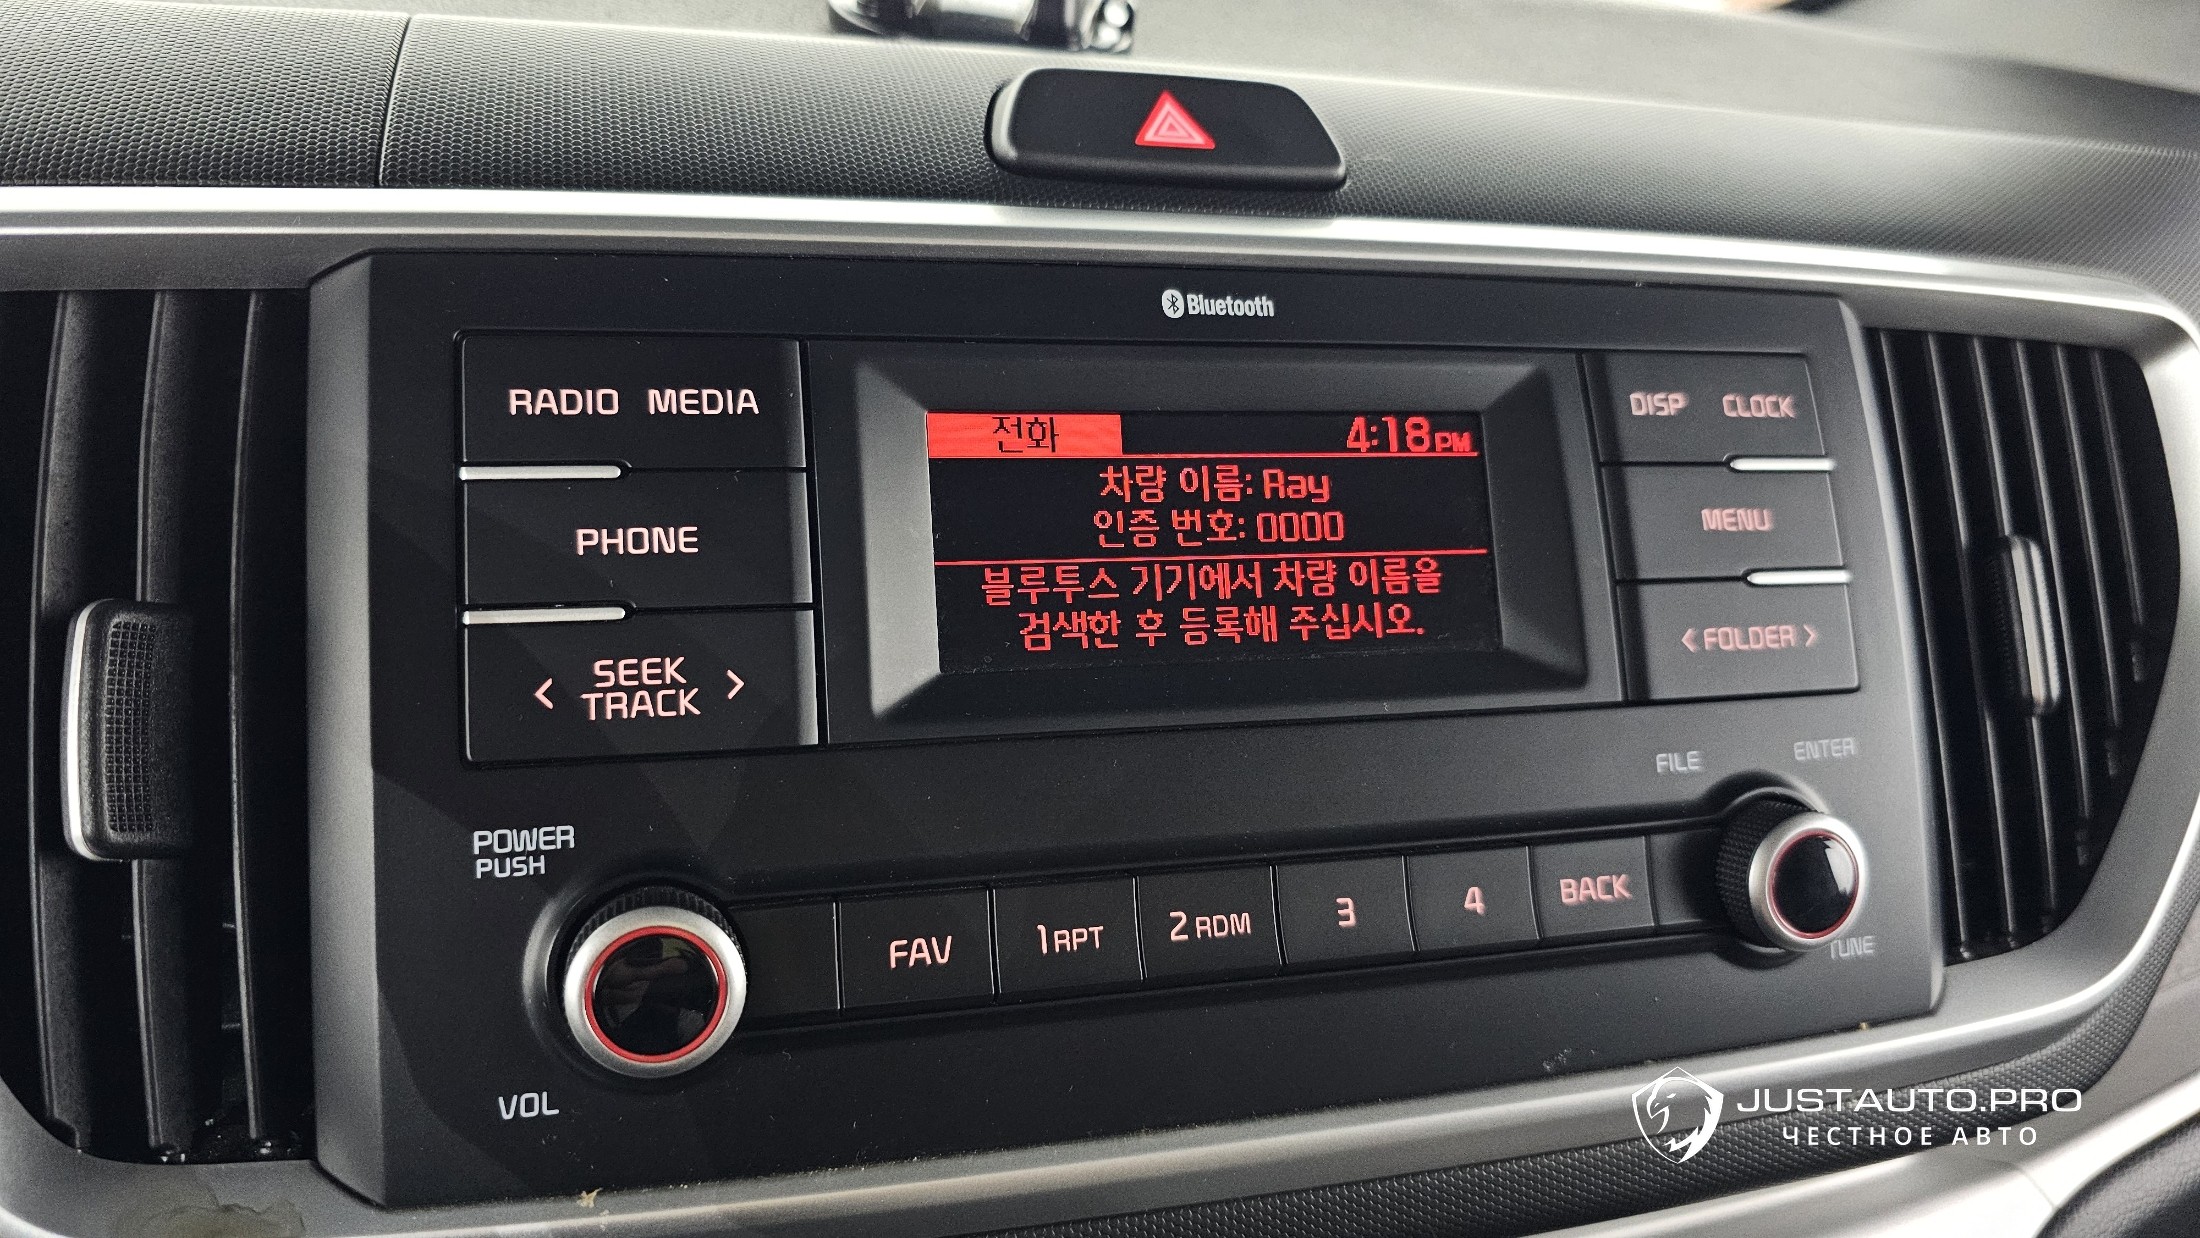 Bluetooth
RADIO MEDIA
PHONE
< SEEK TRACK >
전화 4:18 PM
차량 이름: Ray
인증 번호: 0000
블루투스 기기에서 차량 이름을
검색한 후 등록해 주십시오.
DISP CLOCK
MENU
< FOLDER >
FILE ENTER
TUNE
POWER
PUSH
VOL
FAV 1 RPT 2 RDM 3 4 BACK
JUSTAUTO.PRO
ЧЕСТНОЕ АВТО